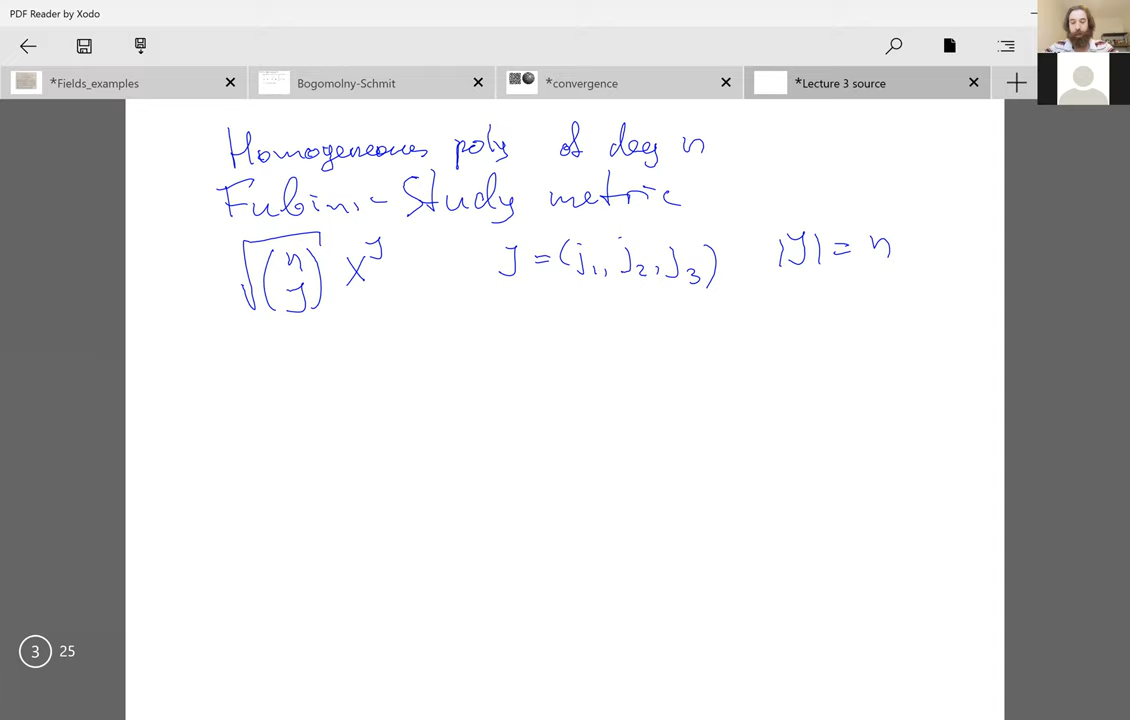 PDF Reader by Xodo
*Fields_examples
Bogomolny-Schmit
*convergence
*Lecture 3 source
Homogeneous poly of deg n
Fubini-Study metric
√(n J) X^J J = (j₁, j₂, j₃) |J| = n
3 25